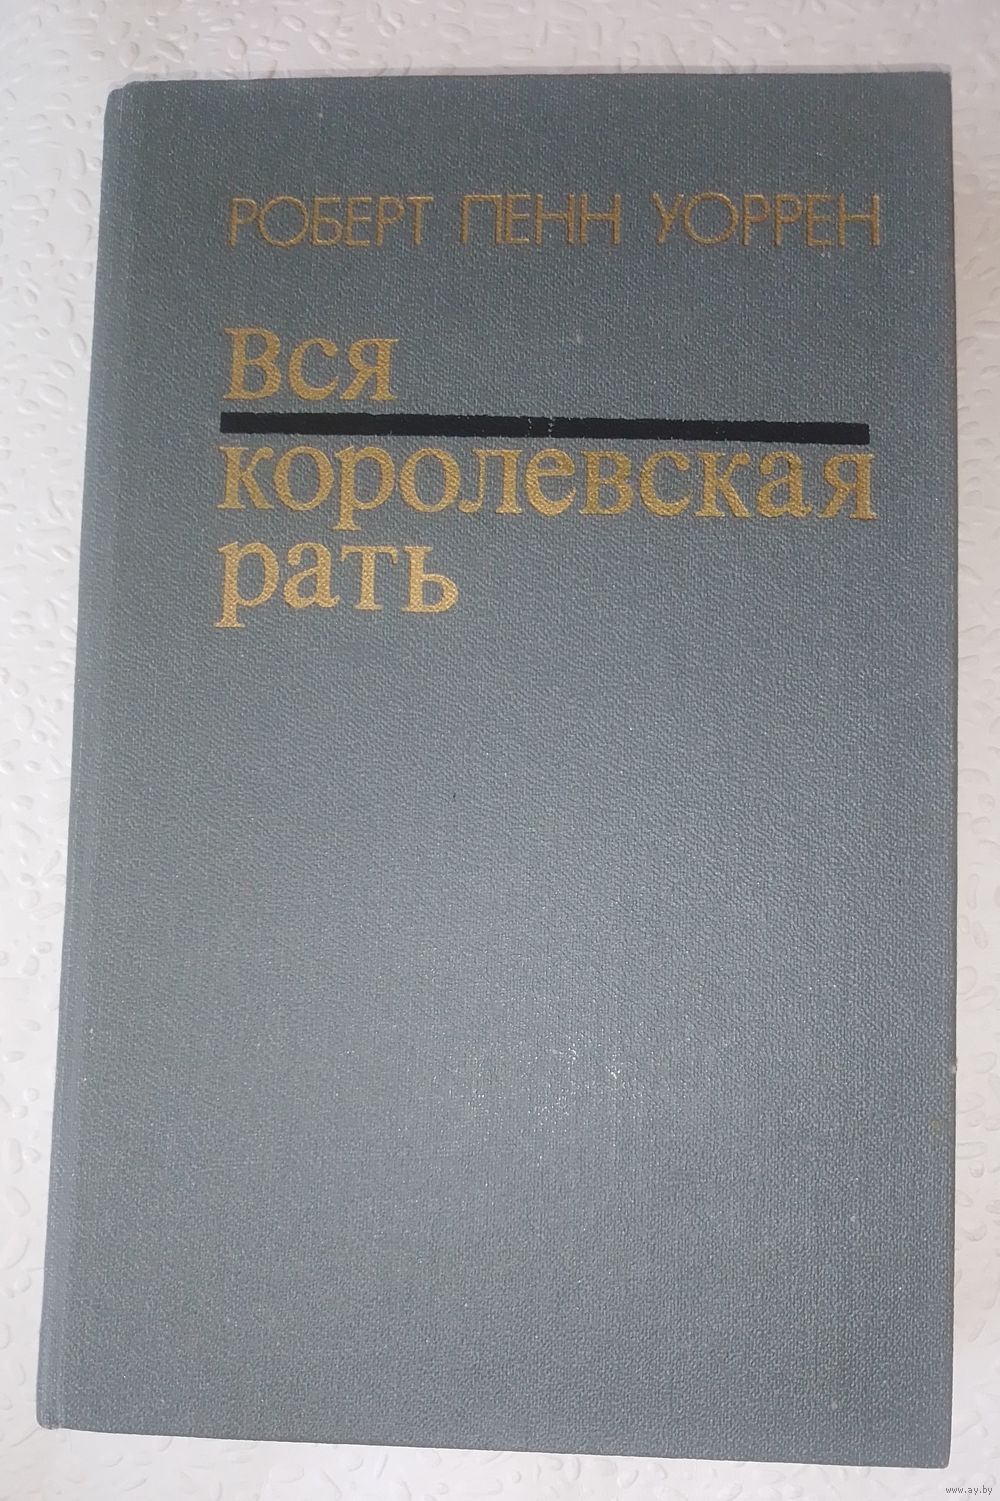 РОБЕРТ ПЕНН УОРРЕН
Вся
королевская
рать
www.ay.by